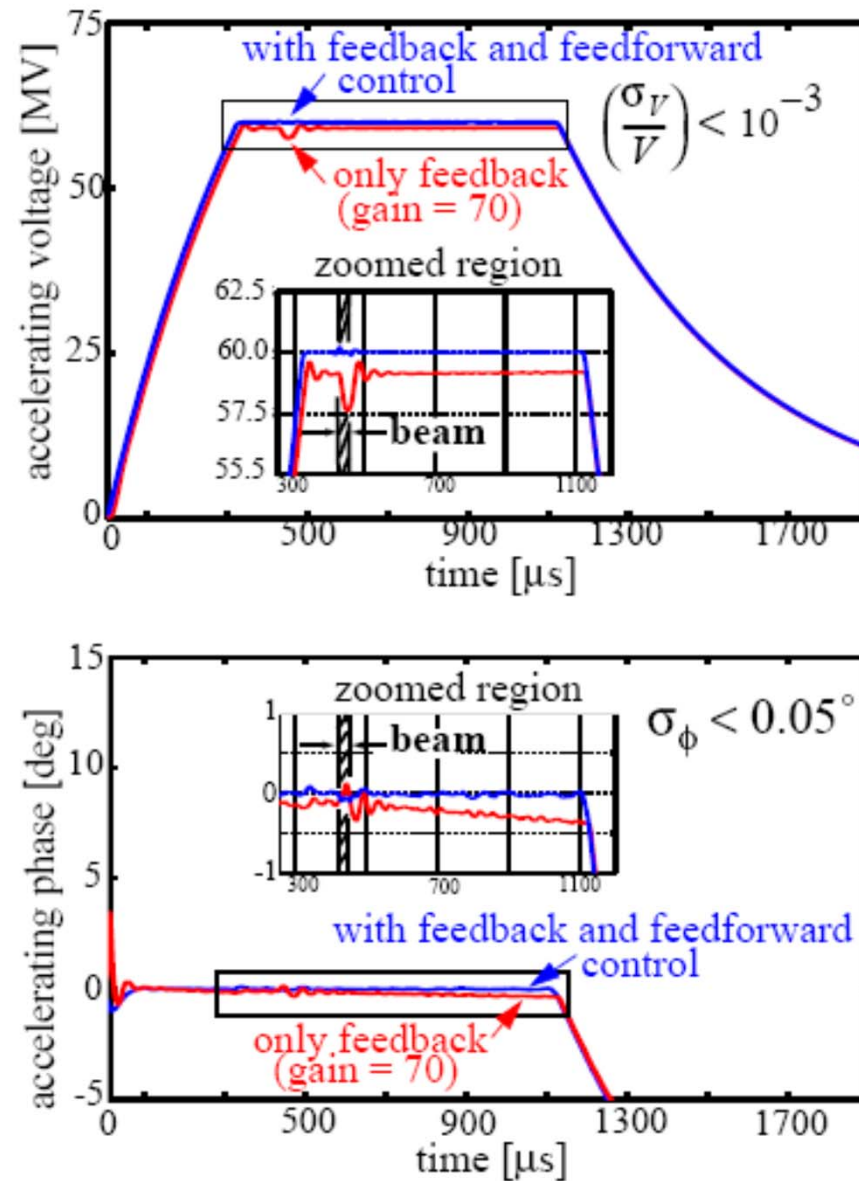 75
with feedback and feedforward
control
(σV/V) < 10⁻³
50
only feedback
(gain = 70)
zoomed region
62.5
60.0
57.5
beam
55.5
300 700 1100
25
0
accelerating voltage [MV]
0 500 900 1300 1700
time [μs]
15
zoomed region
σϕ < 0.05°
1
beam
0
-1
300 700 1100
10
5
with feedback and feedforward
control
0
only feedback
(gain = 70)
-5
accelerating phase [deg]
0 500 900 1300 1700
time [μs]